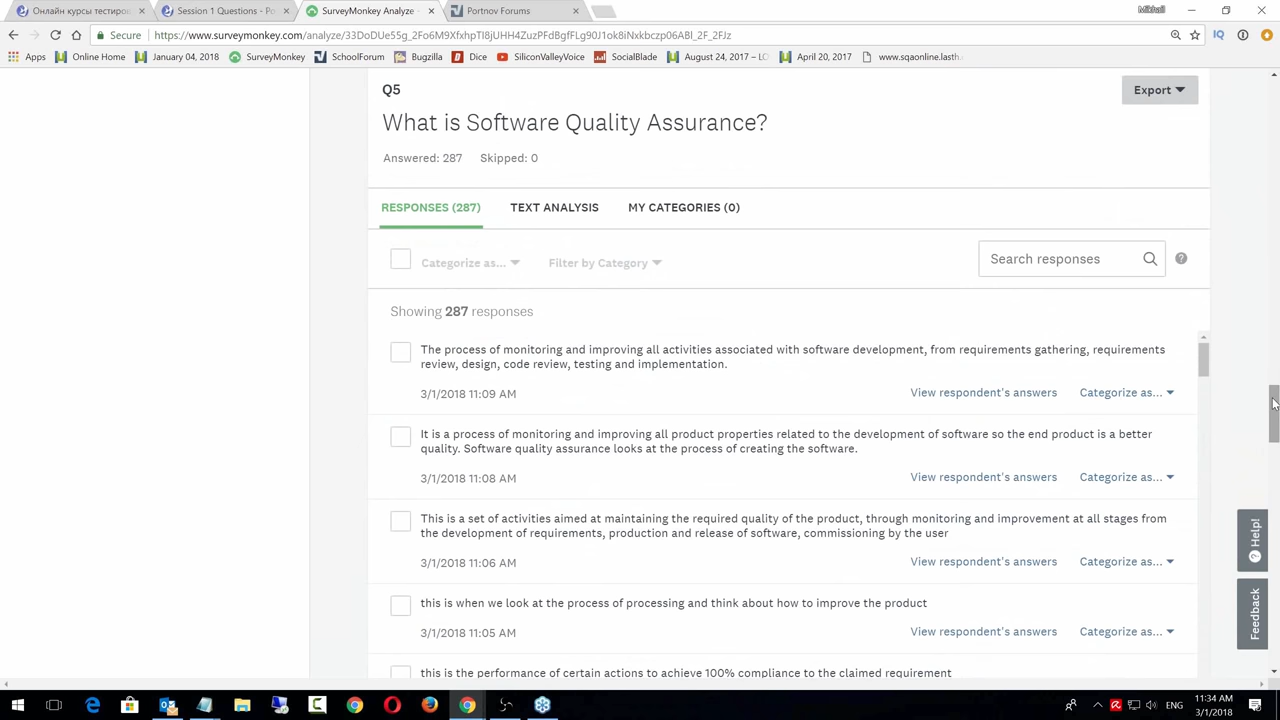 Онлайн курсы тестиров
Session 1 Questions - Po
SurveyMonkey Analyze -
Portnov Forums
Mikhail
Secure
https://www.surveymonkey.com/analyze/33DoDUe55g_2Fo6M9XfxhpTI8jUHH4ZuzPFdBgfFLg90J1ok8iNxkbczp06ABl_2F_2FJz
Apps
Online Home
January 04, 2018
SurveyMonkey
SchoolForum
Bugzilla
Dice
SiliconValleyVoice
SocialBlade
August 24, 2017 – LO
April 20, 2017
www.sqaonline.lasth
Q5
Export
What is Software Quality Assurance?
Answered: 287 Skipped: 0
RESPONSES (287)
TEXT ANALYSIS
MY CATEGORIES (0)
Categorize as...
Filter by Category
Search responses
?
Showing 287 responses
The process of monitoring and improving all activities associated with software development, from requirements gathering, requirements
review, design, code review, testing and implementation.
3/1/2018 11:09 AM
View respondent's answers
Categorize as...
It is a process of monitoring and improving all product properties related to the development of software so the end product is a better
quality. Software quality assurance looks at the process of creating the software.
3/1/2018 11:08 AM
View respondent's answers
Categorize as...
This is a set of activities aimed at maintaining the required quality of the product, through monitoring and improvement at all stages from
the development of requirements, production and release of software, commissioning by the user
3/1/2018 11:06 AM
View respondent's answers
Categorize as...
this is when we look at the process of processing and think about how to improve the product
3/1/2018 11:05 AM
View respondent's answers
Categorize as...
this is the performance of certain actions to achieve 100% compliance to the claimed requirement
? Help!
Feedback
ENG
11:34 AM
3/1/2018